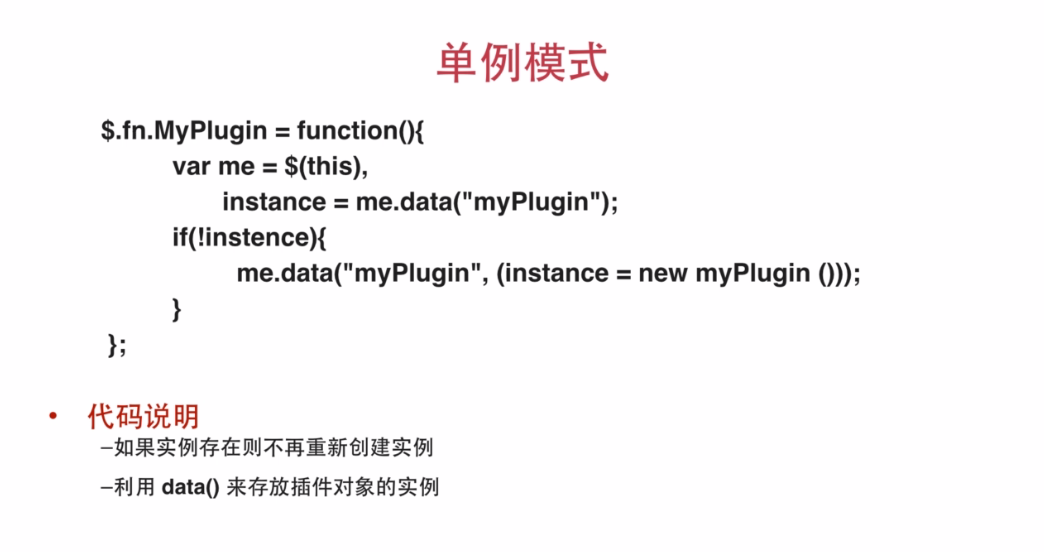 单例模式
$.fn.MyPlugin = function(){
var me = $(this),
instance = me.data("myPlugin");
if(!instence){
me.data("myPlugin", (instance = new myPlugin ()));
}
};
• 代码说明
–如果实例存在则不再重新创建实例
–利用 data() 来存放插件对象的实例